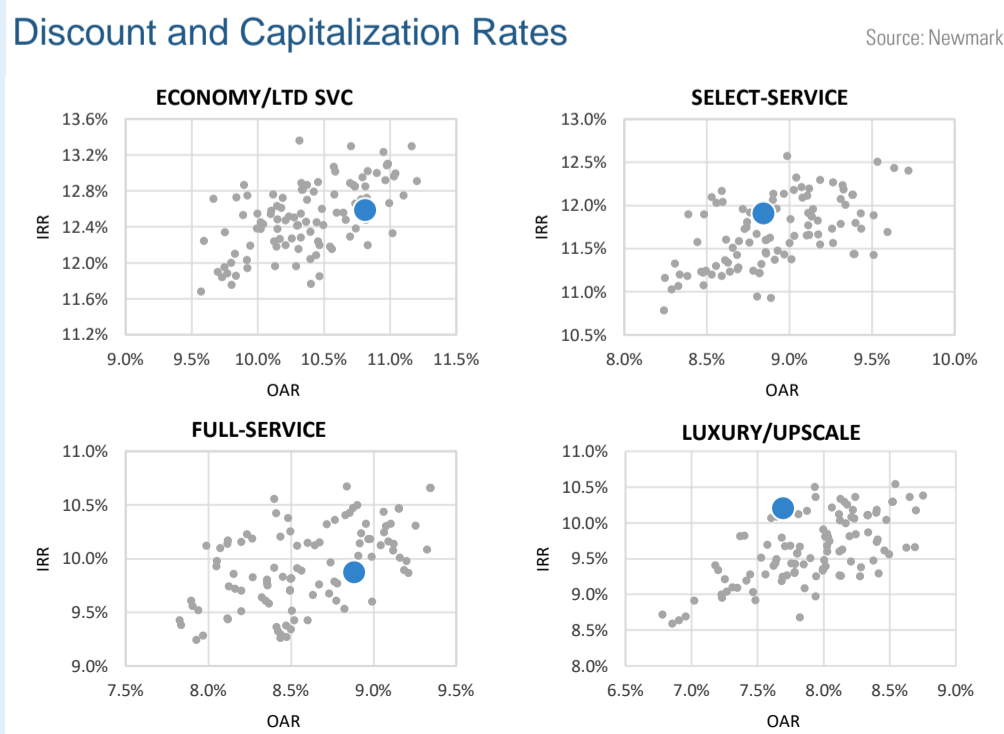 Discount and Capitalization Rates
Source: Newmark
ECONOMY/LTD SVC
13.6%
13.2%
12.8%
12.4%
12.0%
11.6%
11.2%
IRR
9.0% 9.5% 10.0% 10.5% 11.0% 11.5%
OAR
SELECT-SERVICE
13.0%
12.5%
12.0%
11.5%
11.0%
10.5%
IRR
8.0% 8.5% 9.0% 9.5% 10.0%
OAR
FULL-SERVICE
11.0%
10.5%
10.0%
9.5%
9.0%
IRR
7.5% 8.0% 8.5% 9.0% 9.5%
OAR
LUXURY/UPSCALE
11.0%
10.5%
10.0%
9.5%
9.0%
8.5%
8.0%
IRR
6.5% 7.0% 7.5% 8.0% 8.5% 9.0%
OAR